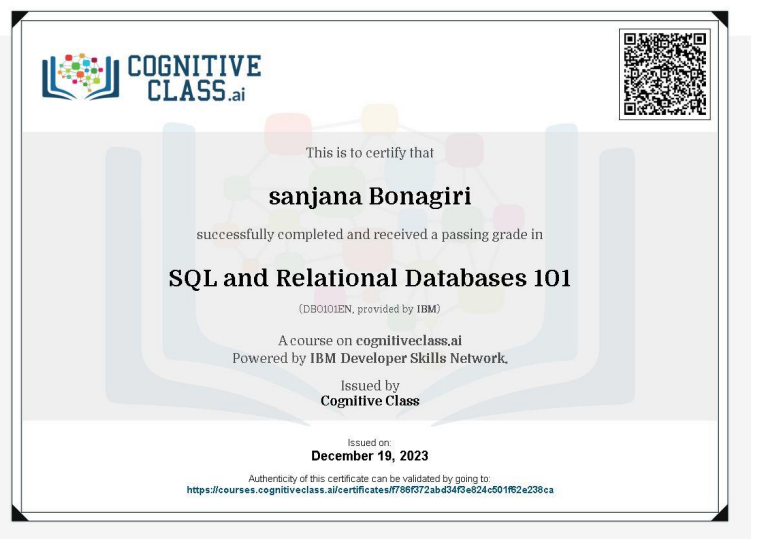 COGNITIVE
CLASS.ai
This is to certify that
sanjana Bonagiri
successfully completed and received a passing grade in
SQL and Relational Databases 101
(DB0101EN, provided by IBM)
A course on cognitiveclass.ai
Powered by IBM Developer Skills Network.
Issued by
Cognitive Class
Issued on:
December 19, 2023
Authenticity of this certificate can be validated by going to:
https://courses.cognitiveclass.ai/certificates/f786f372abd34f3e824c501f62e238ca